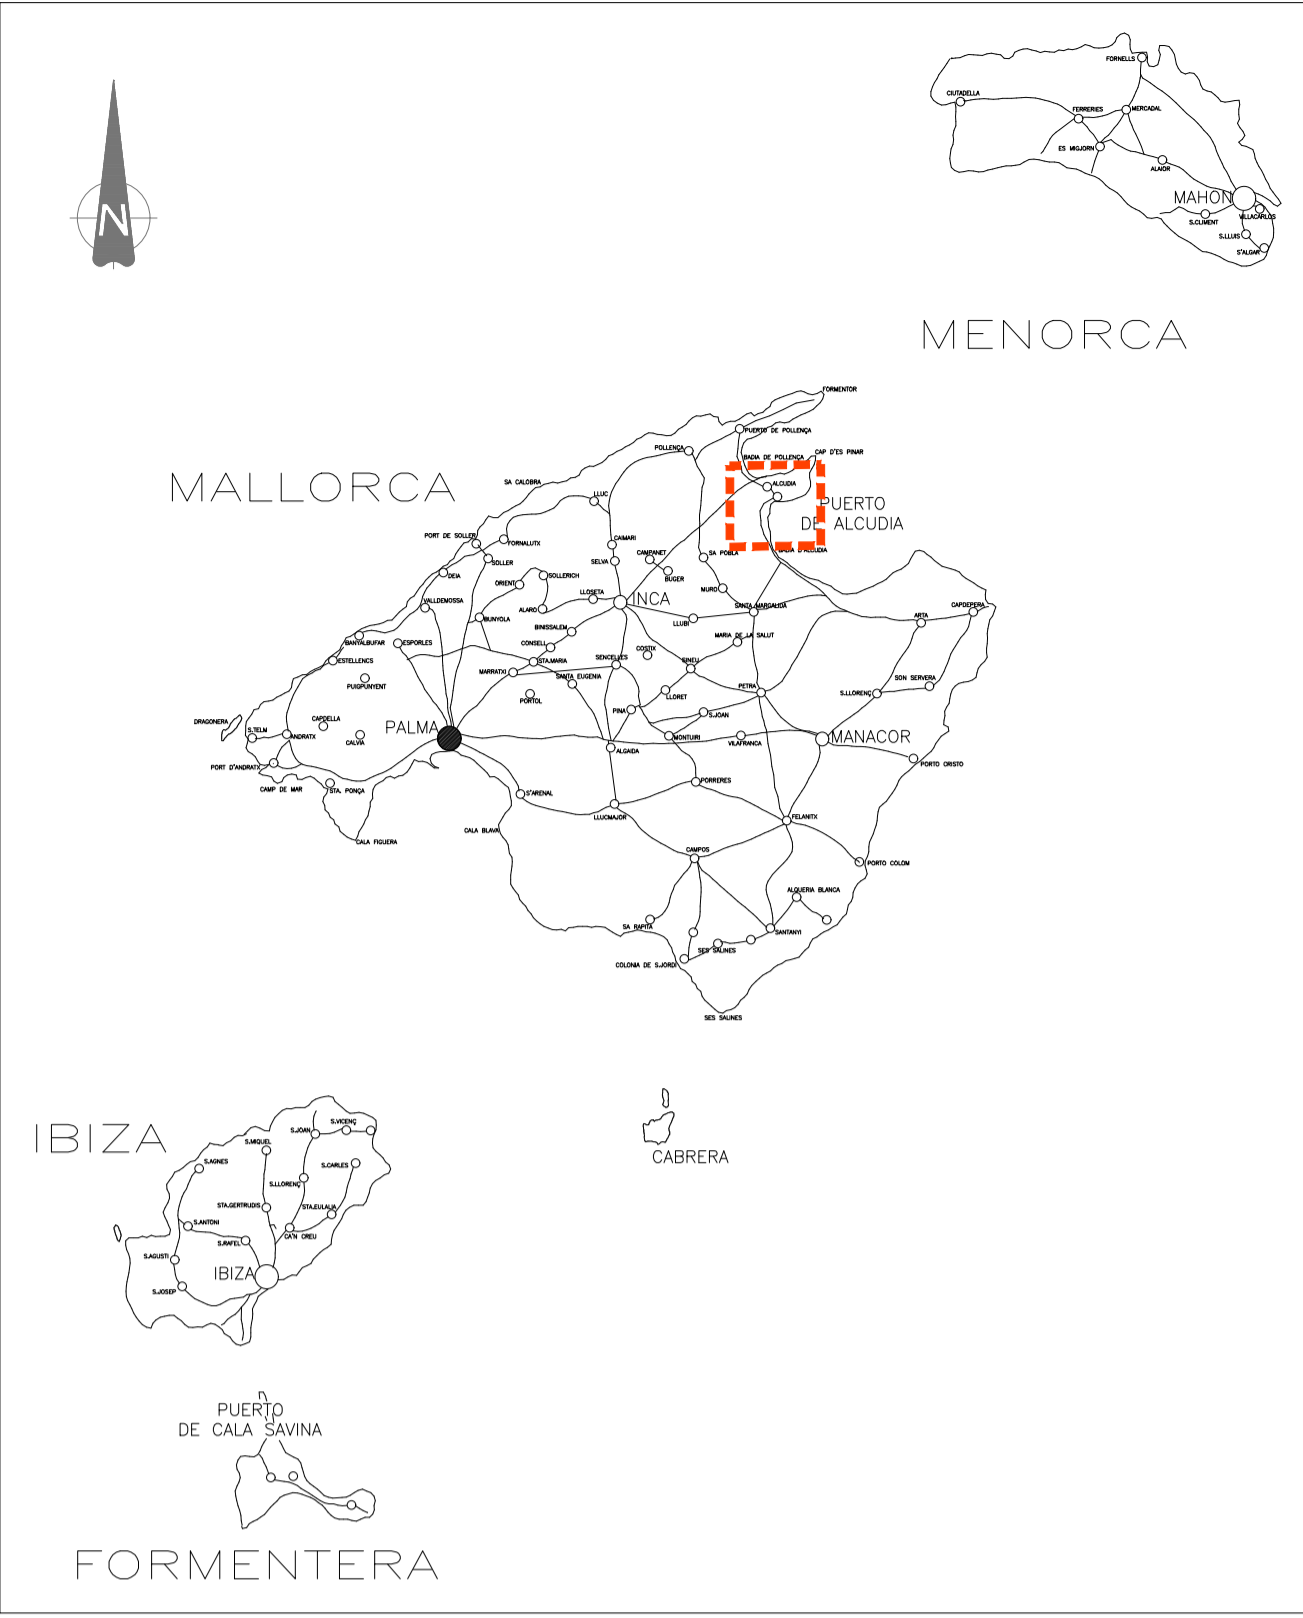 FORNELLS
CIUTADELLA
FERRERIES
MERCADAL
ES MIGJORN
ALAIOR
MAHON
VILLACARLOS
S.CLIMENT
S.LLUIS
S'ALGAR
N
MENORCA
MALLORCA
FORMENTOR
PUERTO DE POLLENÇA
POLLENÇA
BADIA DE POLLENÇA
CAP D'ES PINAR
SA CALOBRA
ALCUDIA
LLUC
PUERTO
DE ALCUDIA
PORT DE SOLLER
FORNALUTX
CAIMARI
BADIA D'ALCUDIA
SOLLER
SELVA
CAMPANET
SA POBLA
DEIA
ORIENT
SOLLERICH
BUGER
VALLDEMOSSA
LLOSETA
INCA
MURO
ALARO
SANTA MARGALIDA
CAPDEPERA
BUNYOLA
LLUBI
ARTA
BINISSALEM
BANYALBUFAR
ESPORLES
CONSELL
MARIA DE LA SALUT
COSTIX
ESTELLENCS
STA.MARIA
SENCELLES
SINEU
MARRATXI
SANTA EUGENIA
PUIGPUNYENT
PETRA
SON SERVERA
S.LLORENÇ
PORTOL
LLORET
PINA
S.JOAN
DRAGONERA
CAPDELLA
S.TELM
ANDRATX
CALVIA
PALMA
MONTUIRI
VILAFRANCA
MANACOR
ALGAIDA
PORT D'ANDRATX
PORTO CRISTO
CAMP DE MAR
STA. PONÇA
S'ARENAL
PORRERES
LLUCMAJOR
FELANITX
CALA BLAVA
CALA FIGUERA
CAMPOS
PORTO COLOM
ALQUERIA BLANCA
SA RAPITA
SANTANYI
SES SALINES
COLONIA DE S.JORDI
SES SALINES
IBIZA
S.VICENÇ
S.JOAN
S.MIQUEL
CABRERA
S.AGNES
S.CARLES
S.LLORENÇ
STA.GERTRUDIS
STA.EULALIA
S.ANTONI
CA'N CREU
S.RAFEL
S.AGUSTI
IBIZA
S.JOSEP
PUERTO
DE CALA SAVINA
FORMENTERA